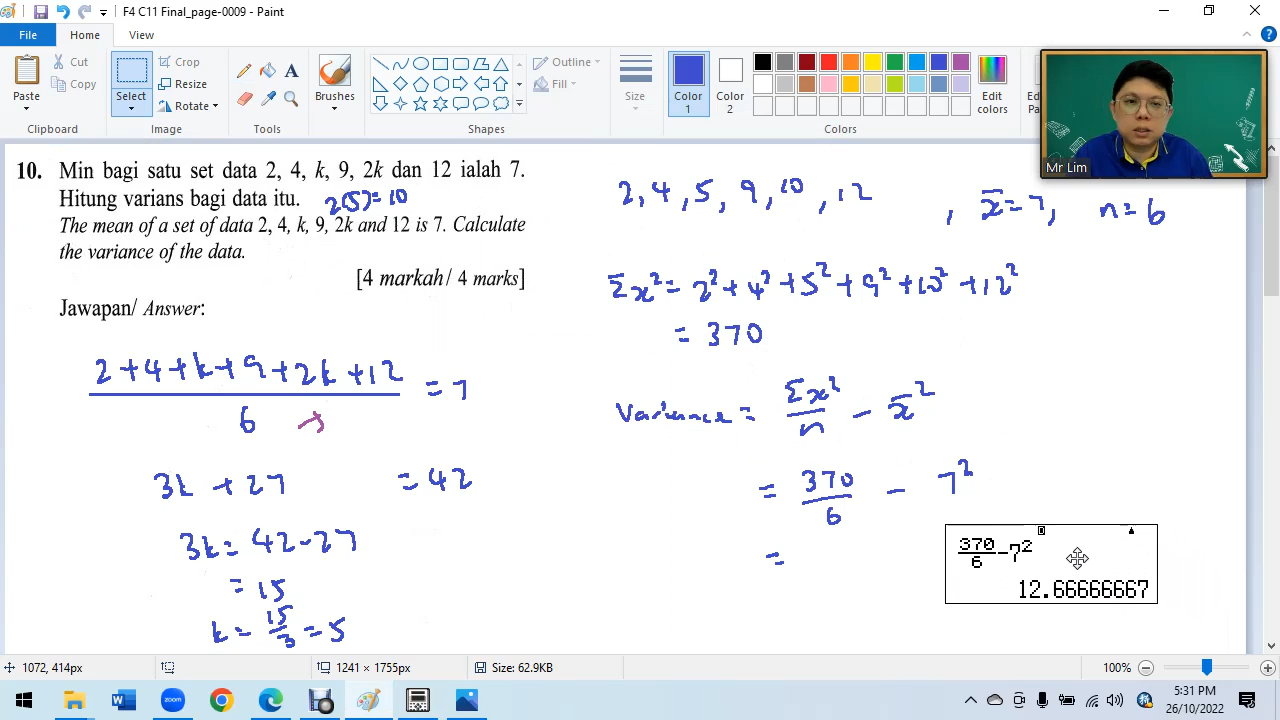 F4 C11 Final_page-0009 - Paint
File Home View
Paste Cut Copy Clipboard
Select Crop Resize Rotate Image
Tools
Brushes
Outline Fill Shapes
Size
Color 1 Color 2 Edit colors Colors
Mr Lim
10. Min bagi satu set data 2, 4, k, 9, 2k dan 12 ialah 7.
Hitung varians bagi data itu. 2(5)=10
The mean of a set of data 2, 4, k, 9, 2k and 12 is 7. Calculate
the variance of the data.
[4 markah/ 4 marks]
Jawapan/ Answer:
2+4+k+9+2k+12 = 7
6
3k + 27 = 42
3k = 42 - 27
= 15
k = 15/3 = 5
2, 4, 5, 9, 10, 12 , x̄ = 7, n = 6
Σx² = 2² + 4² + 5² + 9² + 10² + 12²
= 370
Variance = Σx²/n - x̄²
= 370/6 - 7²
=
370/6-7²
12.66666667
1072, 414px 1241 × 1755px Size: 62.9KB 100%
zoom
5:31 PM
26/10/2022